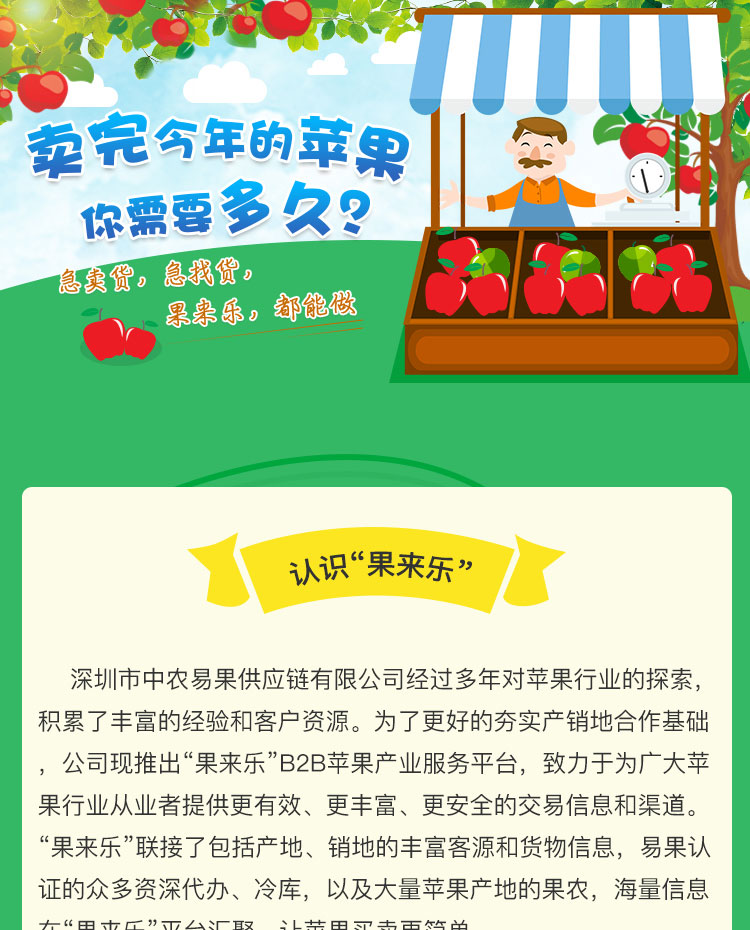 卖完今年的苹果
你需要多久?
急卖货，急找货，
果来乐，都能做
认识“果来乐”
深圳市中农易果供应链有限公司经过多年对苹果行业的探索，
积累了丰富的经验和客户资源。为了更好的夯实产销地合作基础
，公司现推出“果来乐”B2B苹果产业服务平台，致力于为广大苹
果行业从业者提供更有效、更丰富、更安全的交易信息和渠道。
“果来乐”联接了包括产地、销地的丰富客源和货物信息，易果认
证的众多资深代办、冷库，以及大量苹果产地的果农，海量信息
在“果来乐”平台汇聚，让苹果买卖更简单